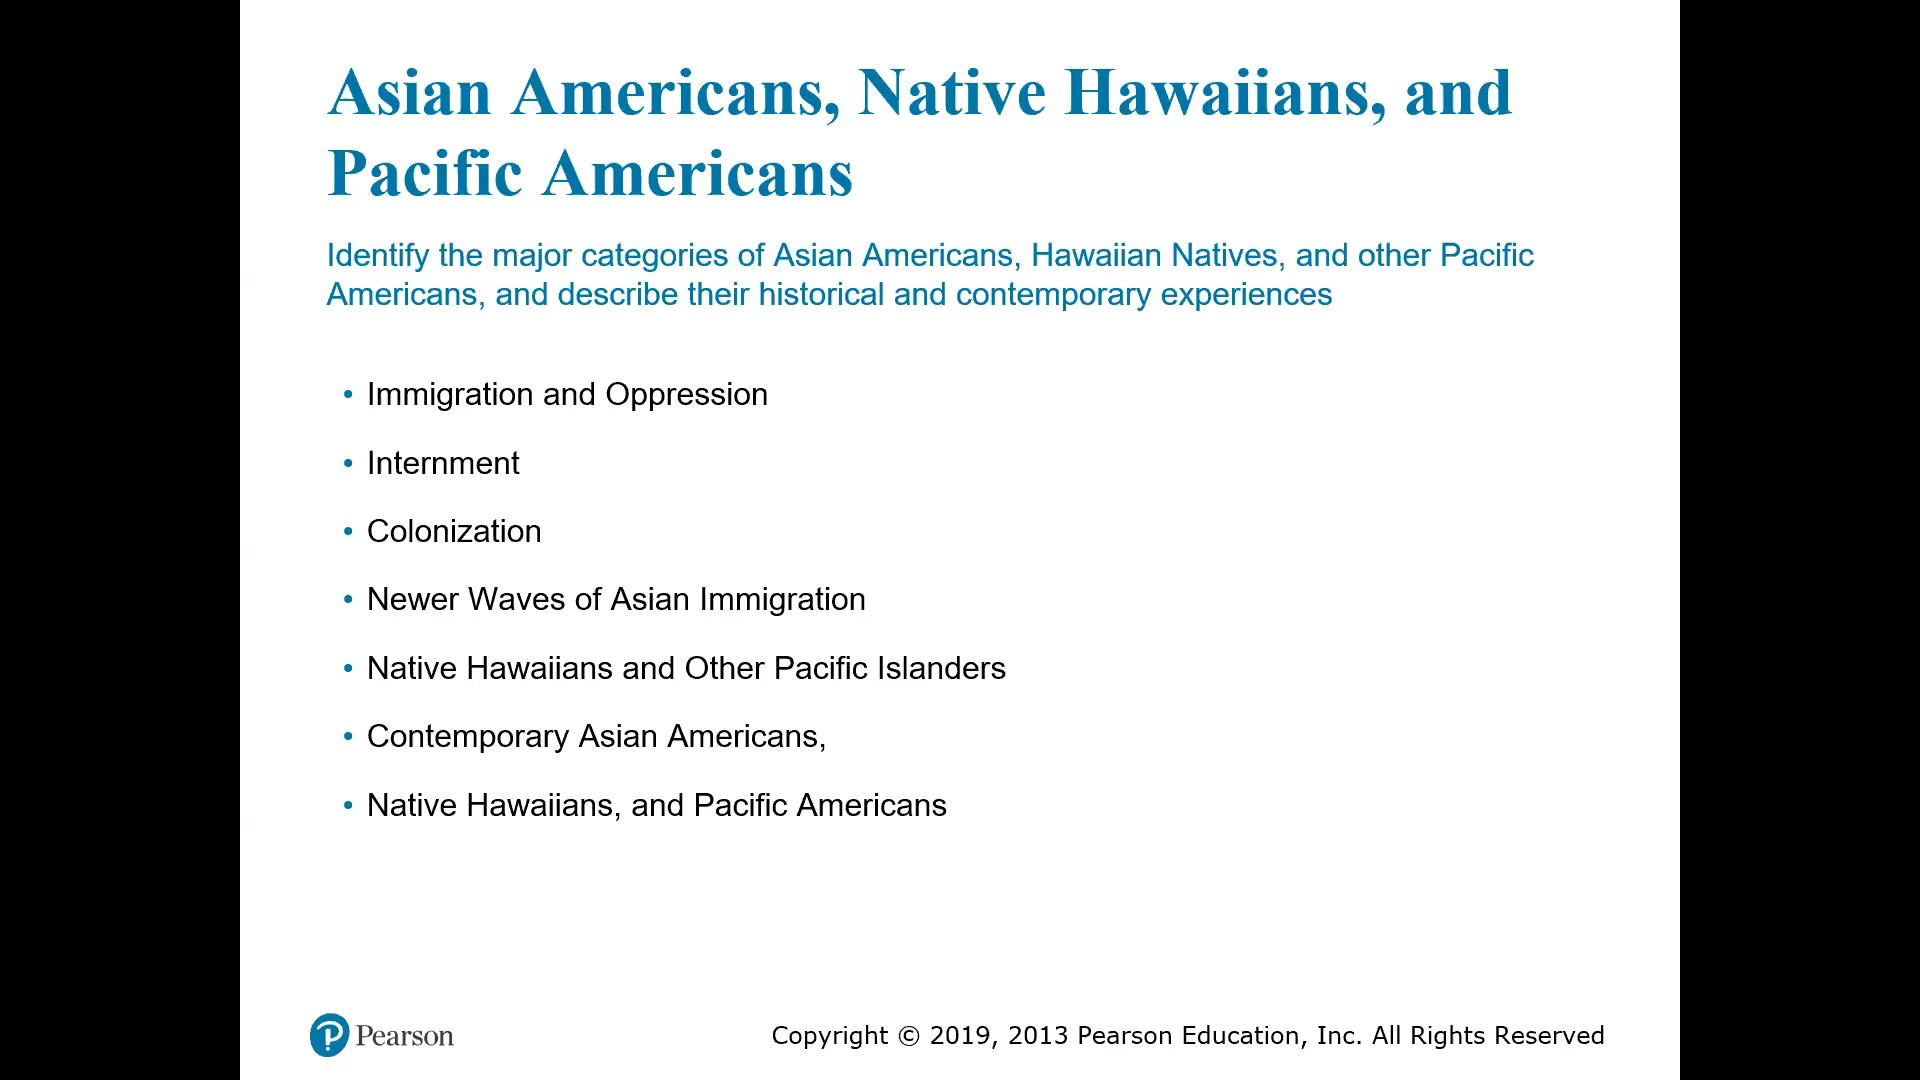 Asian Americans, Native Hawaiians, and
Pacific Americans
Identify the major categories of Asian Americans, Hawaiian Natives, and other Pacific
Americans, and describe their historical and contemporary experiences
• Immigration and Oppression
• Internment
• Colonization
• Newer Waves of Asian Immigration
• Native Hawaiians and Other Pacific Islanders
• Contemporary Asian Americans,
• Native Hawaiians, and Pacific Americans
P Pearson
Copyright © 2019, 2013 Pearson Education, Inc. All Rights Reserved